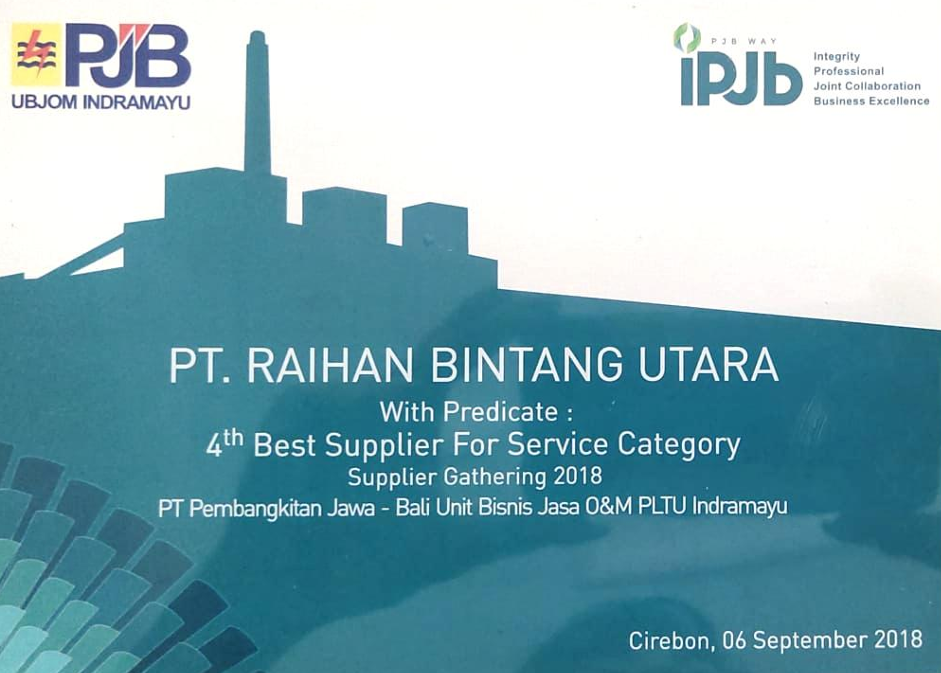 PJB
UBJOM INDRAMAYU
PJB WAY
iPJb
Integrity
Professional
Joint Collaboration
Business Excellence
PT. RAIHAN BINTANG UTARA
With Predicate :
4th Best Supplier For Service Category
Supplier Gathering 2018
PT Pembangkitan Jawa - Bali Unit Bisnis Jasa O&M PLTU Indramayu
Cirebon, 06 September 2018